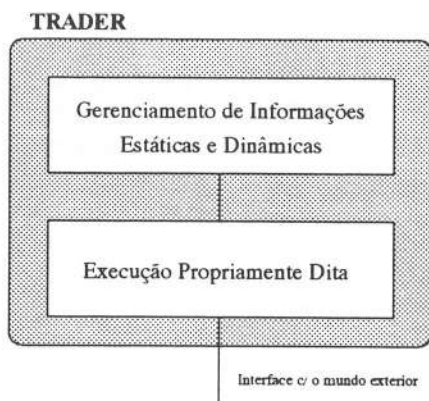 TRADER
Gerenciamento de Informações
Estáticas e Dinâmicas
Execução Propriamente Dita
Interface c/ o mundo exterior